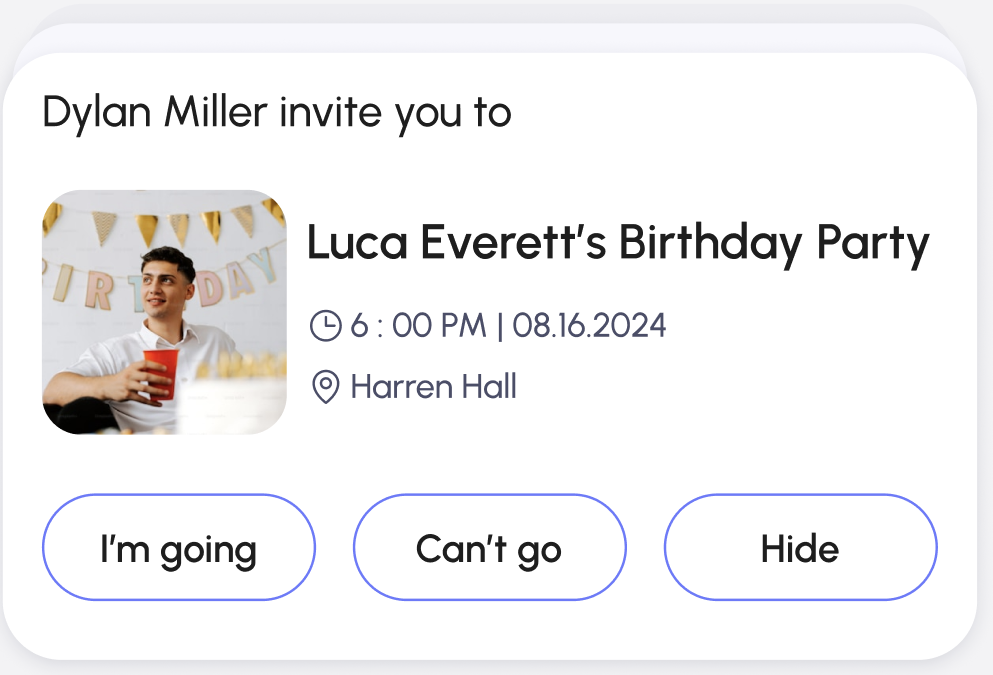 Dylan Miller invite you to
BIRTHDAY
Luca Everett’s Birthday Party
6 : 00 PM | 08.16.2024
Harren Hall
I’m going
Can’t go
Hide